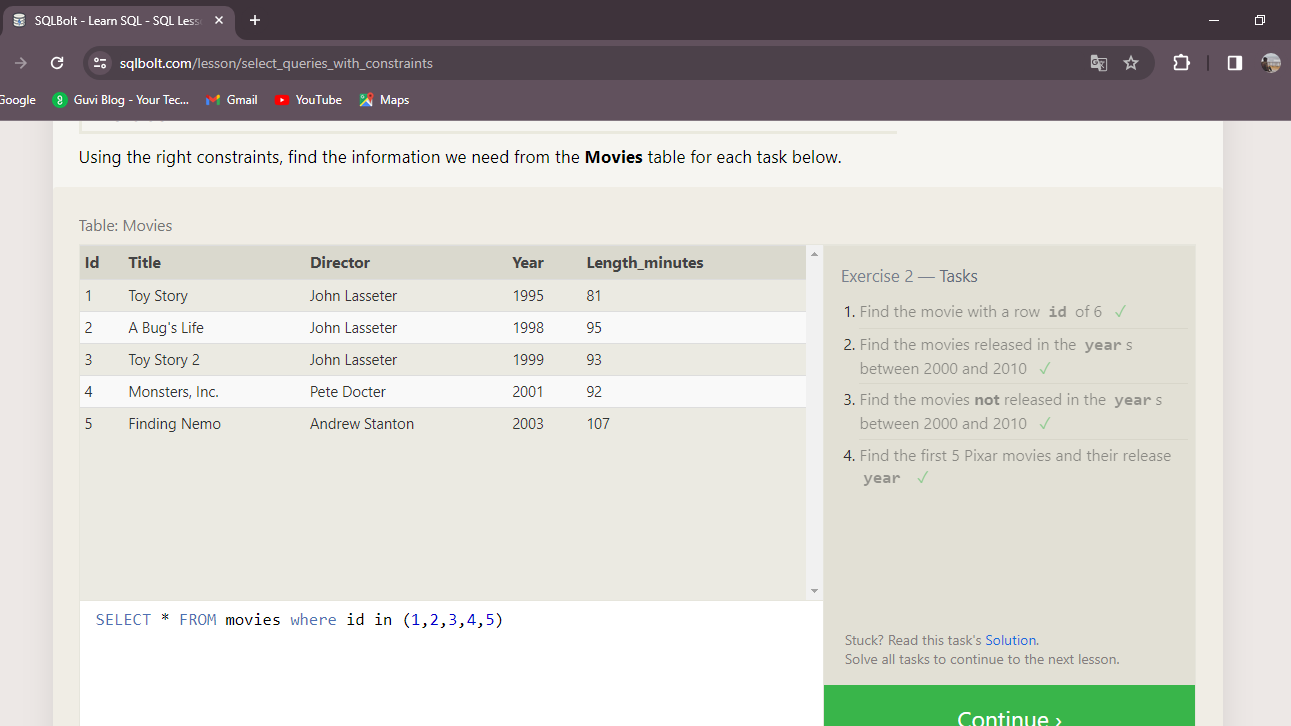 SQLBolt - Learn SQL - SQL Less
sqlbolt.com/lesson/select_queries_with_constraints
Google Guvi Blog - Your Tec... Gmail YouTube Maps
Using the right constraints, find the information we need from the Movies table for each task below.
Table: Movies
Id Title Director Year Length_minutes
1 Toy Story John Lasseter 1995 81
2 A Bug's Life John Lasseter 1998 95
3 Toy Story 2 John Lasseter 1999 93
4 Monsters, Inc. Pete Docter 2001 92
5 Finding Nemo Andrew Stanton 2003 107
SELECT * FROM movies where id in (1,2,3,4,5)
Exercise 2 — Tasks
1. Find the movie with a row id of 6 ✓
2. Find the movies released in the year s
between 2000 and 2010 ✓
3. Find the movies not released in the year s
between 2000 and 2010 ✓
4. Find the first 5 Pixar movies and their release
year ✓
Stuck? Read this task's Solution.
Solve all tasks to continue to the next lesson.
Continue ›